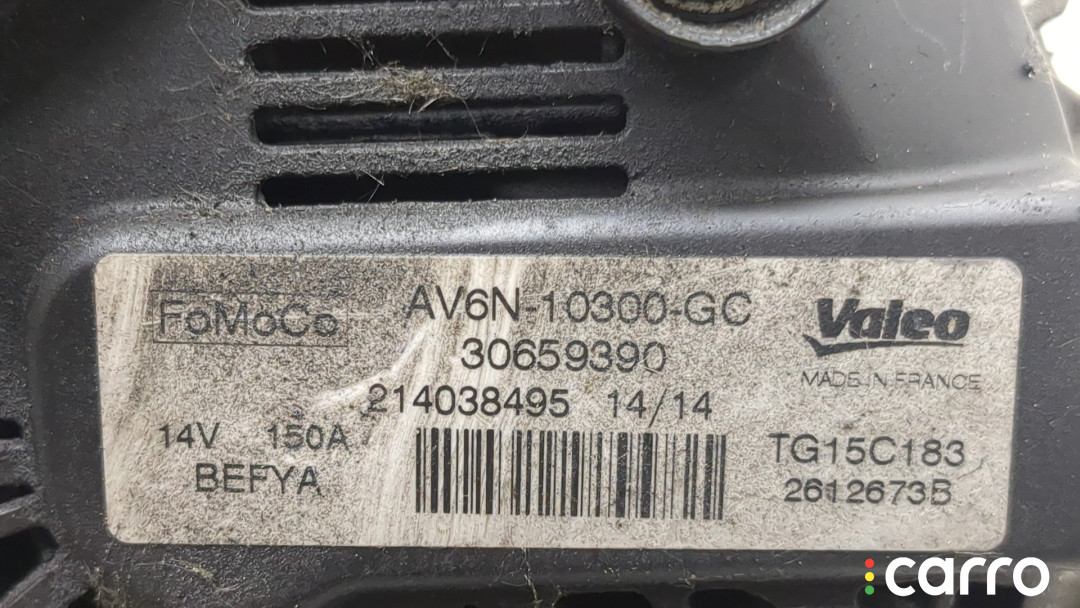 FoMoCo AV6N-10300-GC Valeo
30659390
MADE IN FRANCE
214038495 14/14
14V 150A
BEFYA
TG15C183
2612673B
carro